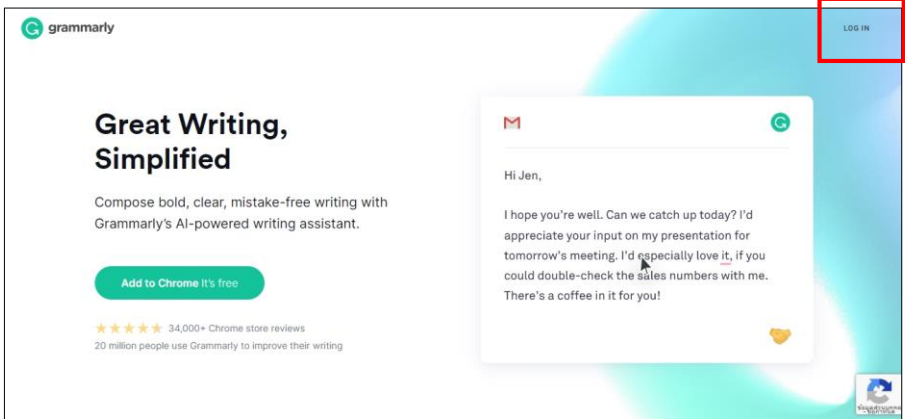 grammarly
LOG IN
Great Writing,
Simplified
Compose bold, clear, mistake-free writing with
Grammarly's AI-powered writing assistant.
Add to Chrome It's free
34,000+ Chrome store reviews
20 million people use Grammarly to improve their writing
Hi Jen,
I hope you're well. Can we catch up today? I'd
appreciate your input on my presentation for
tomorrow's meeting. I'd especially love it, if you
could double-check the sales numbers with me.
There's a coffee in it for you!